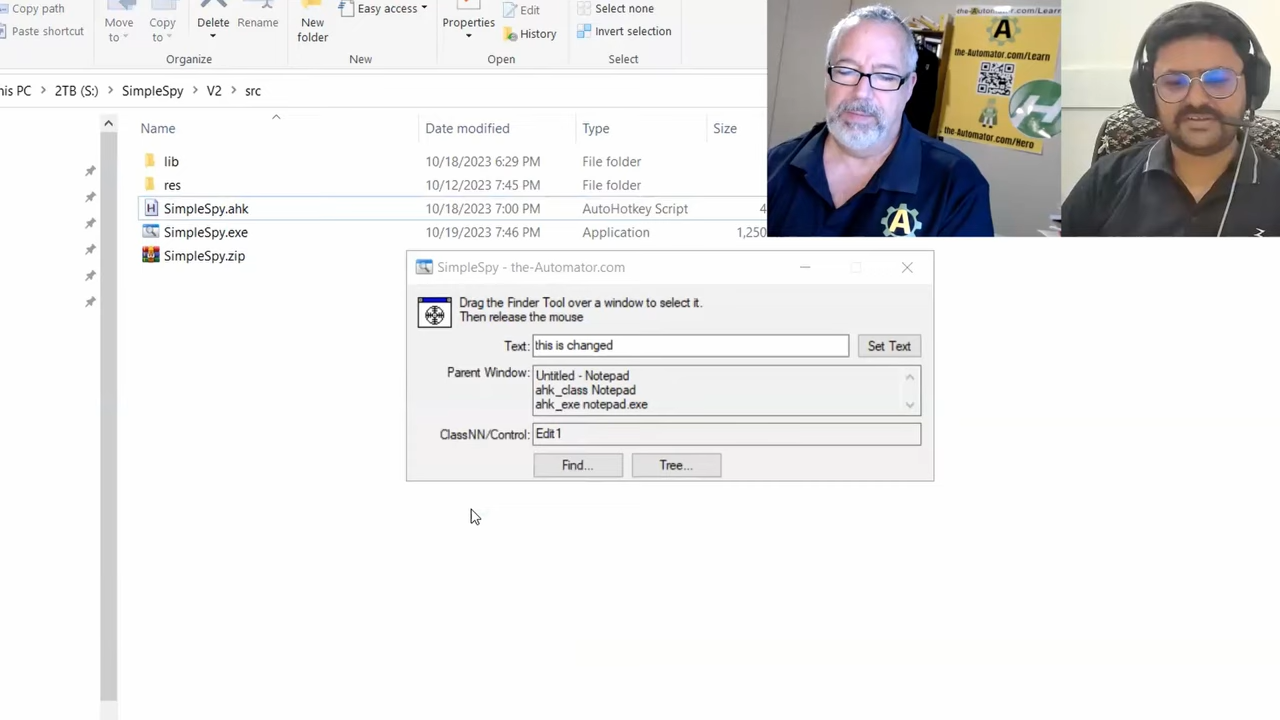 Copy path
Paste shortcut
Move
to
Copy
to
Delete
Rename
New
folder
Easy access
Properties
Edit
History
Select none
Invert selection
Organize
New
Open
Select
his PC > 2TB (S:) > SimpleSpy > V2 > src
Name
Date modified
Type
Size
lib
10/18/2023 6:29 PM
File folder
res
10/12/2023 7:45 PM
File folder
SimpleSpy.ahk
10/18/2023 7:00 PM
AutoHotkey Script
4
SimpleSpy.exe
10/19/2023 7:46 PM
Application
1,250
SimpleSpy.zip
SimpleSpy - the-Automator.com
Drag the Finder Tool over a window to select it.
Then release the mouse
Text:
this is changed
Set Text
Parent Window:
Untitled - Notepad
ahk_class Notepad
ahk_exe notepad.exe
ClassNN/Control:
Edit1
Find...
Tree...
the-Automator.com/Learn
A
the-Automator.com/Learn
H
the-Automator.com/Hero
A